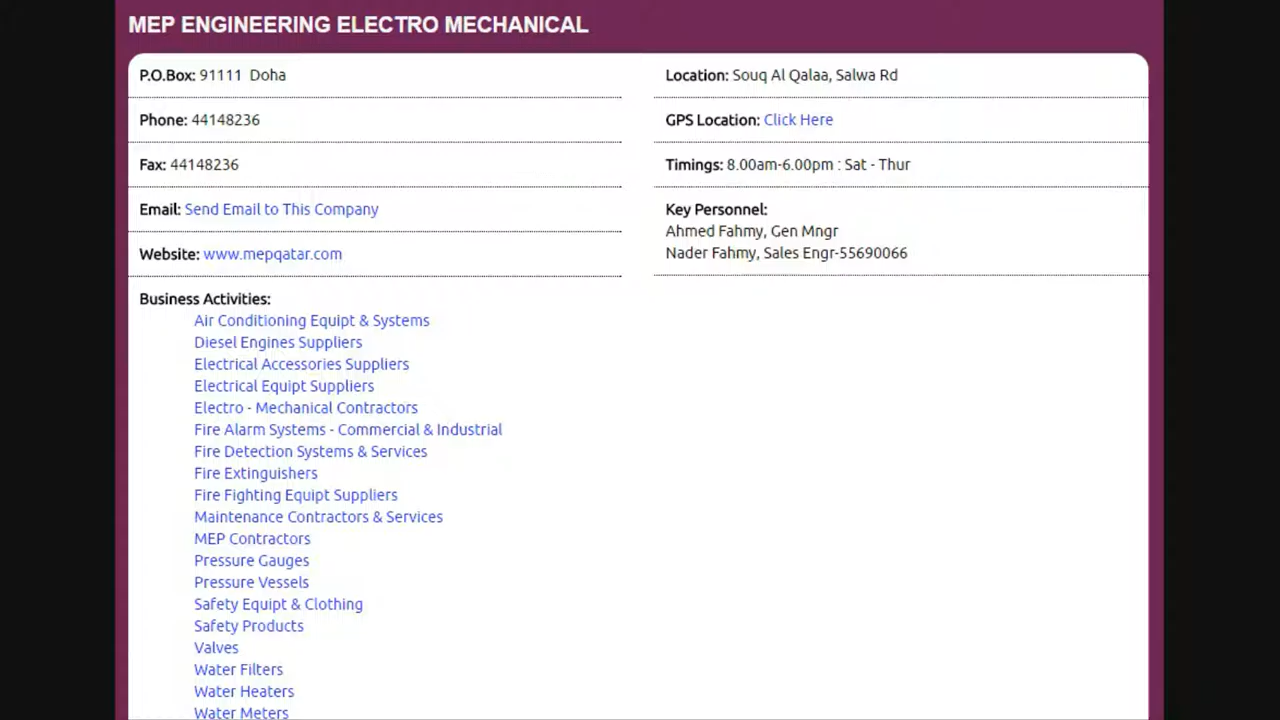 MEP ENGINEERING ELECTRO MECHANICAL
P.O.Box: 91111 Doha
Phone: 44148236
Fax: 44148236
Email: Send Email to This Company
Website: www.mepqatar.com
Location: Souq Al Qalaa, Salwa Rd
GPS Location: Click Here
Timings: 8.00am-6.00pm : Sat - Thur
Key Personnel:
Ahmed Fahmy, Gen Mngr
Nader Fahmy, Sales Engr-55690066
Business Activities:
Air Conditioning Equipt & Systems
Diesel Engines Suppliers
Electrical Accessories Suppliers
Electrical Equipt Suppliers
Electro - Mechanical Contractors
Fire Alarm Systems - Commercial & Industrial
Fire Detection Systems & Services
Fire Extinguishers
Fire Fighting Equipt Suppliers
Maintenance Contractors & Services
MEP Contractors
Pressure Gauges
Pressure Vessels
Safety Equipt & Clothing
Safety Products
Valves
Water Filters
Water Heaters
Water Meters